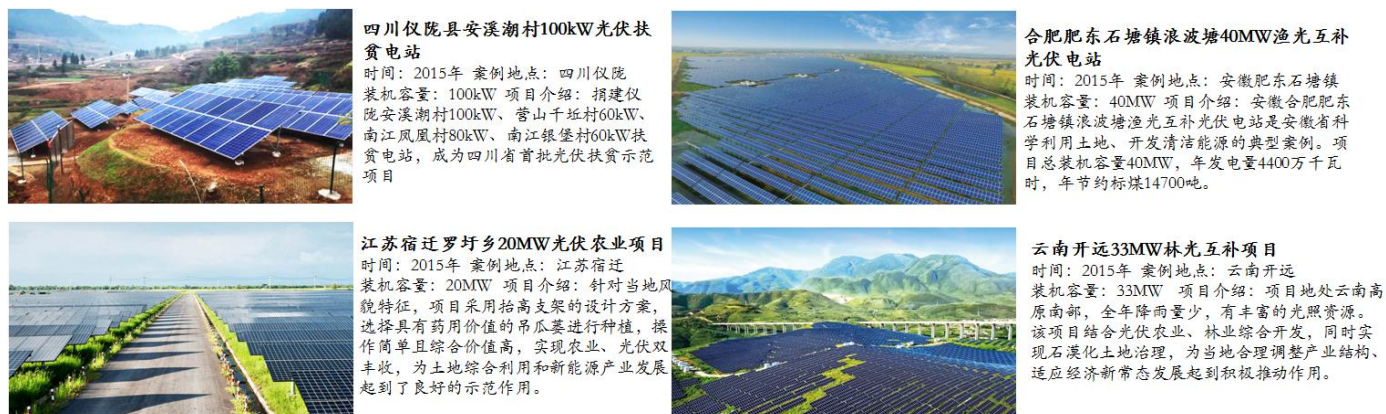 四川仪陇县安溪潮村100kW光伏扶
贫电站
时间：2015年 案例地点：四川仪陇
装机容量：100kW 项目介绍：捐建仪
陇安溪潮村100kW、营山干坵村60kW、
南江凤凰村80kW、南江银堡村60kW扶
贫电站，成为四川省首批光伏扶贫示范
项目
合肥肥东石塘镇浪波塘40MW渔光互补
光伏电站
时间：2015年 案例地点：安徽肥东石塘镇
装机容量：40MW 项目介绍：安徽合肥肥东
石塘镇浪波塘渔光互补光伏电站是安徽省科
学利用土地、开发清洁能源的典型案例。项
目总装机容量40MW，年发电量4400万千瓦
时，年节约标煤14700吨。
江苏宿迁罗圩乡20MW光伏农业项目
时间：2015年 案例地点：江苏宿迁
装机容量：20MW 项目介绍：针对当地风
貌特征，项目采用抬高支架的设计方案，
选择具有药用价值的吊瓜蒌进行种植，操
作简单且综合价值高，实现农业、光伏双
丰收，为土地综合利用和新能源产业发展
起到了良好的示范作用。
云南开远33MW林光互补项目
时间：2015年 案例地点：云南开远
装机容量：33MW 项目介绍：项目地处云南高
原南部，全年降雨量少，有丰富的光照资源。
该项目结合光伏农业、林业综合开发，同时实
现石漠化土地治理，为当地合理调整产业结构、
适应经济新常态发展起到积极推动作用。